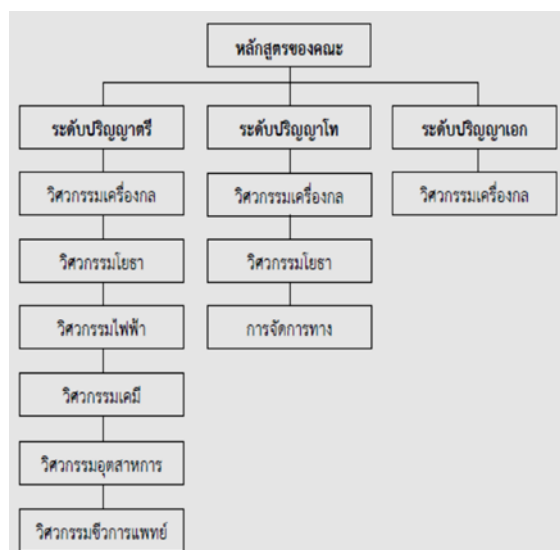 หลักสูตรของคณะ
ระดับปริญญาตรี
ระดับปริญญาโท
ระดับปริญญาเอก
วิศวกรรมเครื่องกล
วิศวกรรมเครื่องกล
วิศวกรรมเครื่องกล
วิศวกรรมโยธา
วิศวกรรมโยธา
วิศวกรรมไฟฟ้า
การจัดการทาง
วิศวกรรมเคมี
วิศวกรรมอุตสาหการ
วิศวกรรมชีวการแพทย์